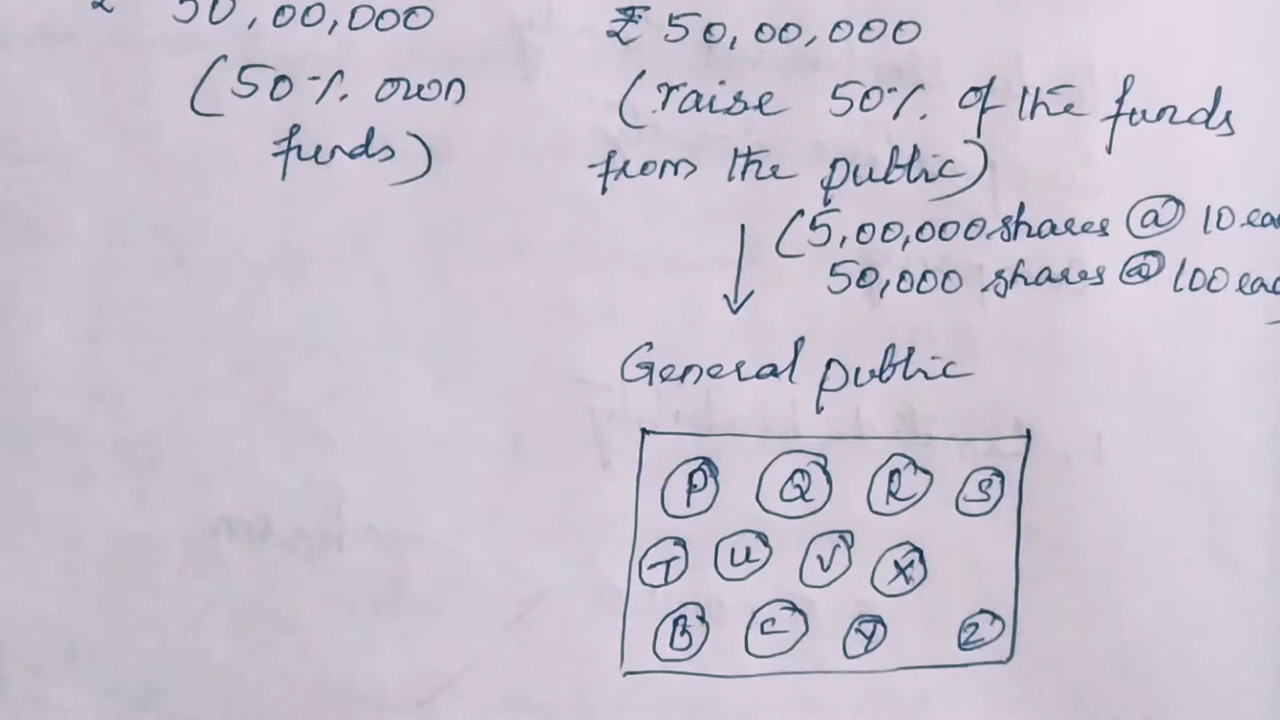 ₹ 50,00,000
(50% own
funds)
₹ 50,00,000
(raise 50% of the funds
from the public)
(5,00,000 shares @ 10 ea
50,000 shares @ 100 eac
General public
P Q R S
T U V X
B C Y Z